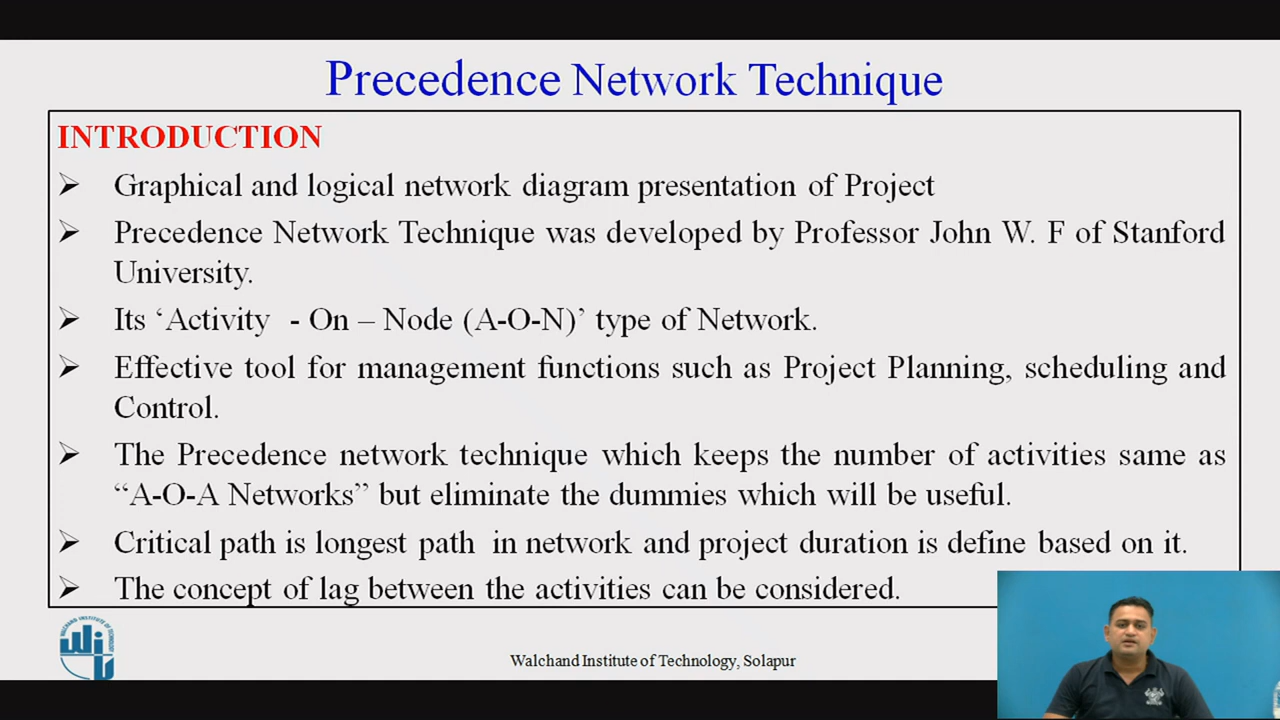 Precedence Network Technique
INTRODUCTION
➢ Graphical and logical network diagram presentation of Project
➢ Precedence Network Technique was developed by Professor John W. F of Stanford
University.
➢ Its ‘Activity - On – Node (A-O-N)’ type of Network.
➢ Effective tool for management functions such as Project Planning, scheduling and
Control.
➢ The Precedence network technique which keeps the number of activities same as
“A-O-A Networks” but eliminate the dummies which will be useful.
➢ Critical path is longest path in network and project duration is define based on it.
➢ The concept of lag between the activities can be considered.
WALCHAND INSTITUTE OF TECHNOLOGY
Walchand Institute of Technology, Solapur